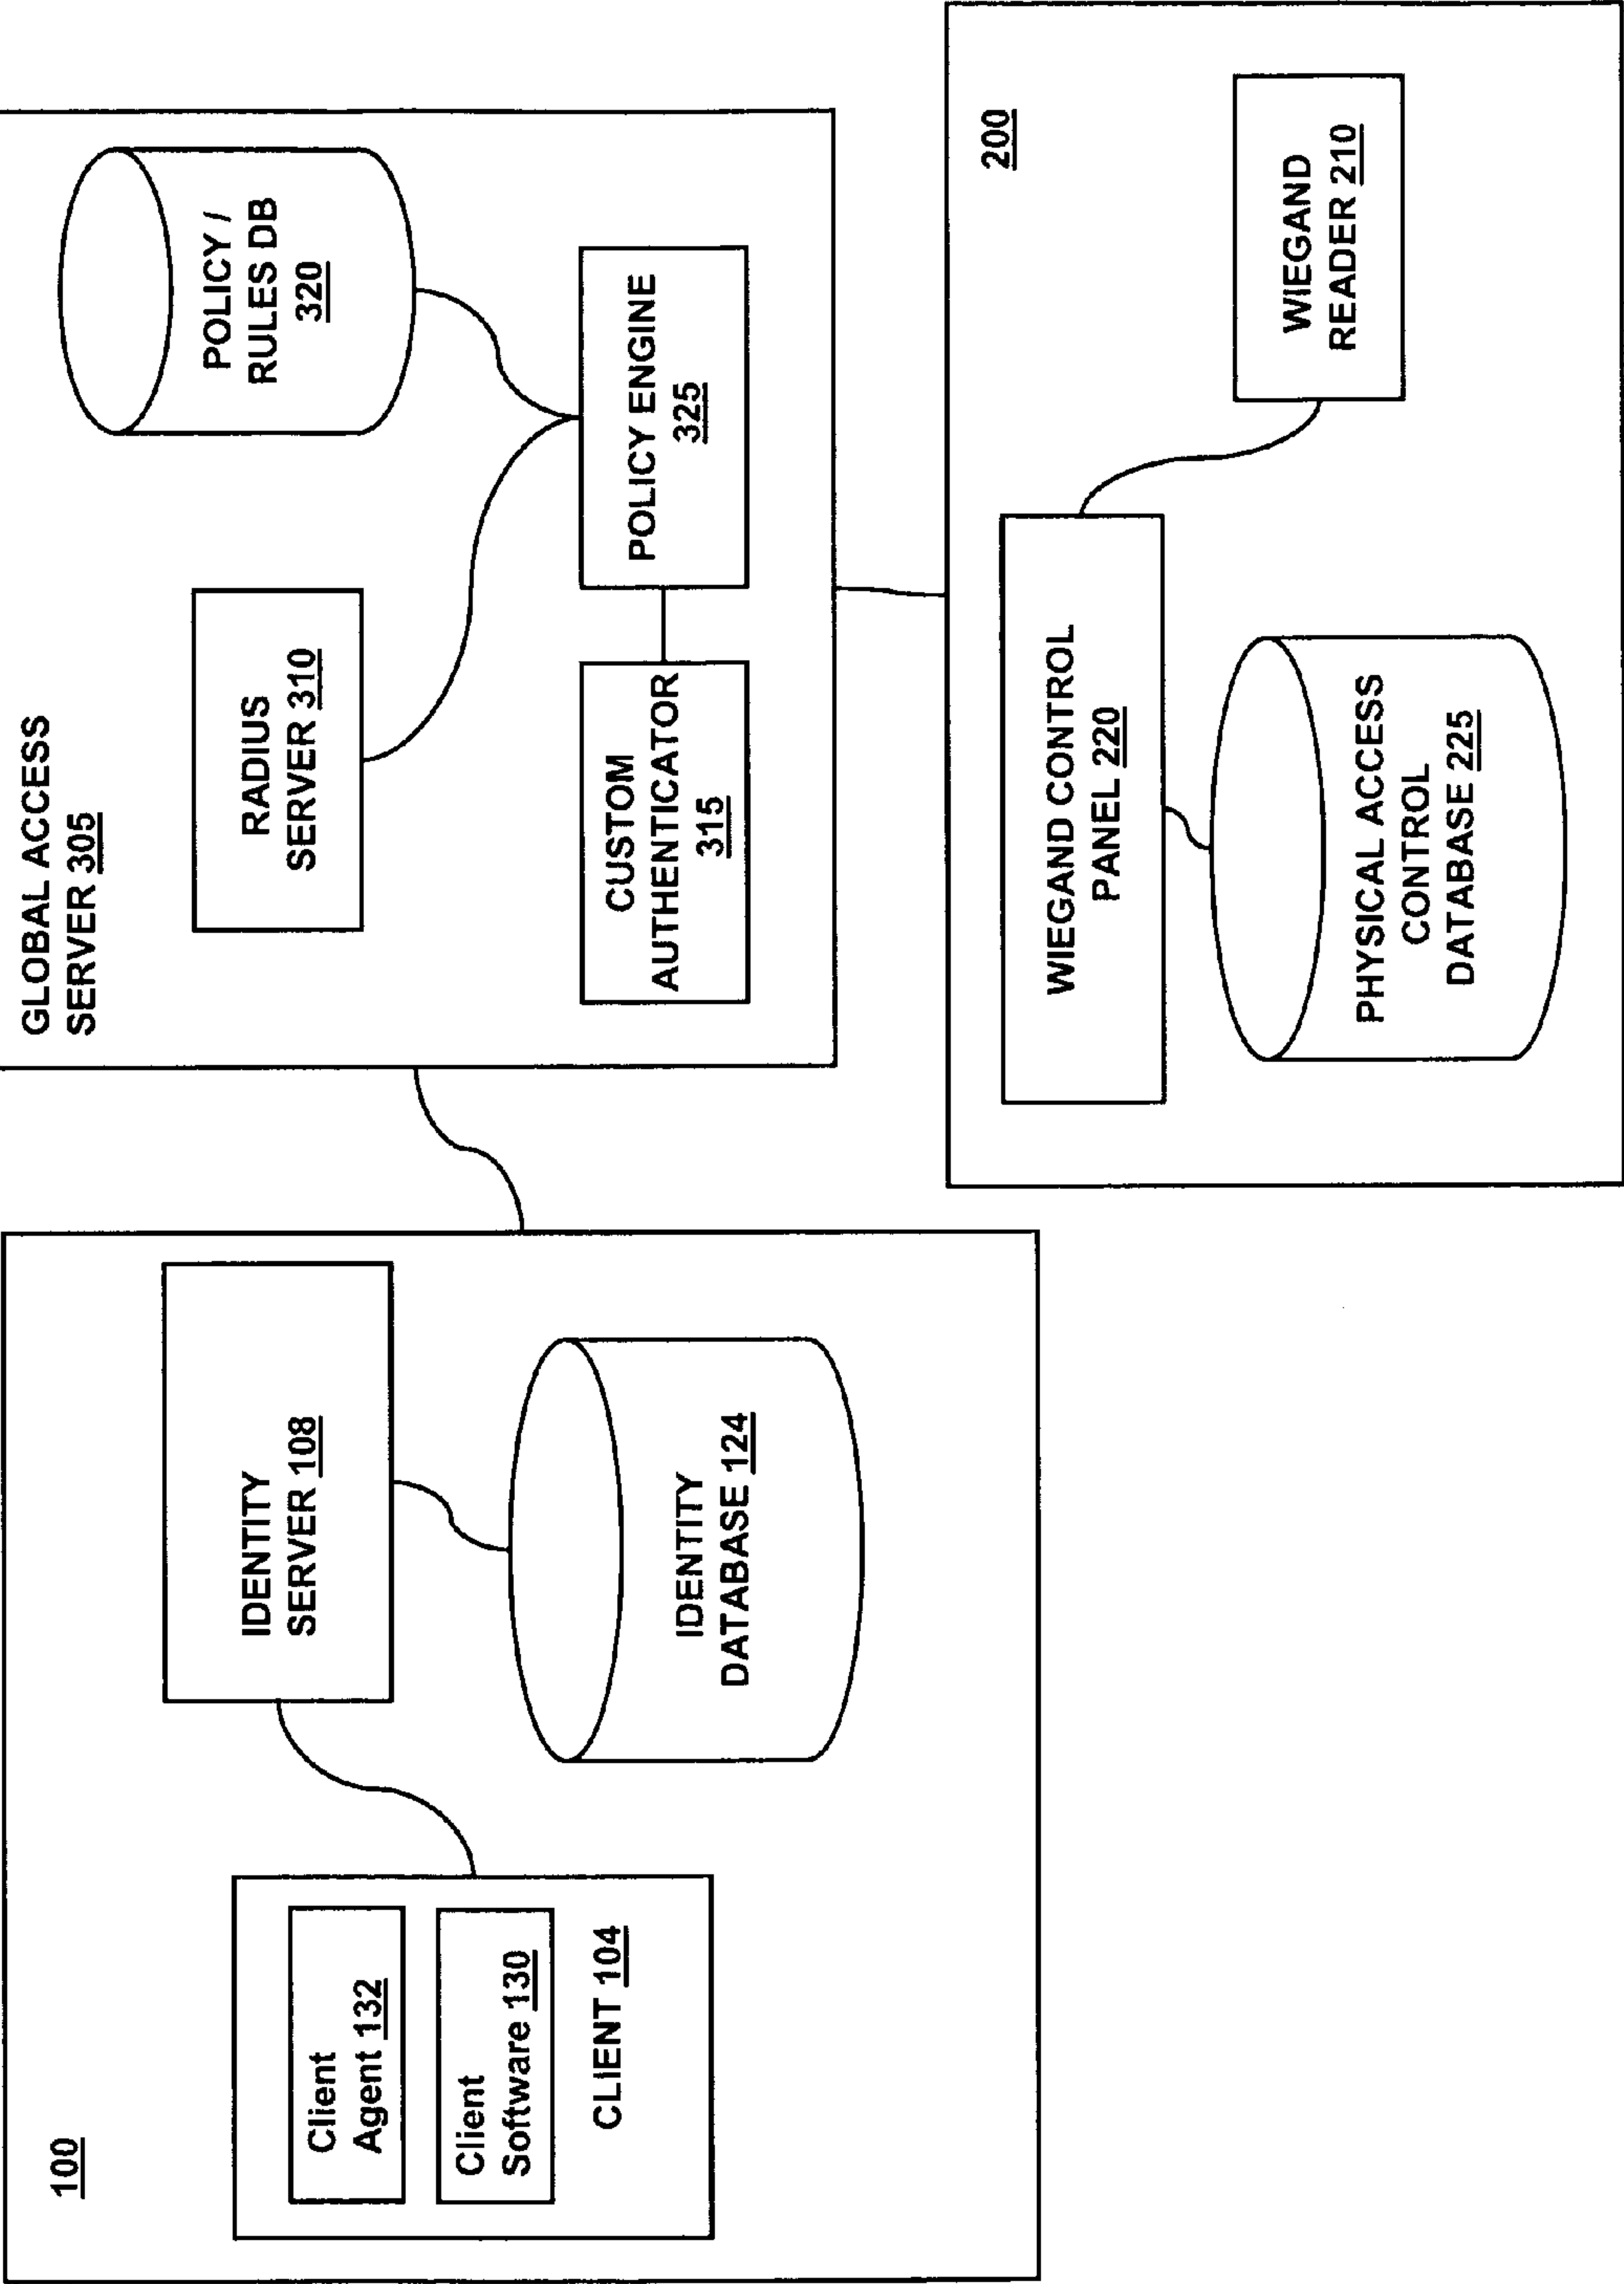 100
Client
Agent 132
Client
Software 130
CLIENT 104
IDENTITY
SERVER 108
IDENTITY
DATABASE 124
GLOBAL ACCESS
SERVER 305
RADIUS
SERVER 310
POLICY /
RULES DB
320
CUSTOM
AUTHENTICATOR
315
POLICY ENGINE
325
200
WIEGAND CONTROL
PANEL 220
WIEGAND
READER 210
PHYSICAL ACCESS
CONTROL
DATABASE 225